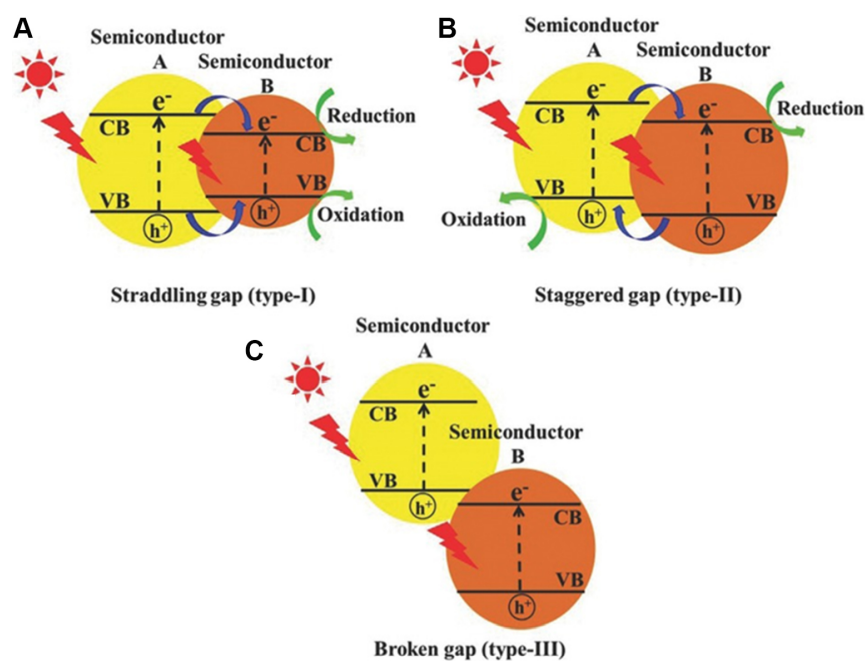 A
Semiconductor
A
Semiconductor
B
e-
CB
VB
h+
e-
CB
VB
h+
Reduction
Oxidation
Straddling gap (type-I)
B
Semiconductor
A
Semiconductor
B
e-
CB
VB
h+
e-
CB
VB
h+
Reduction
Oxidation
Staggered gap (type-II)
C
Semiconductor
A
e-
CB
VB
h+
Semiconductor
B
e-
CB
VB
h+
Broken gap (type-III)